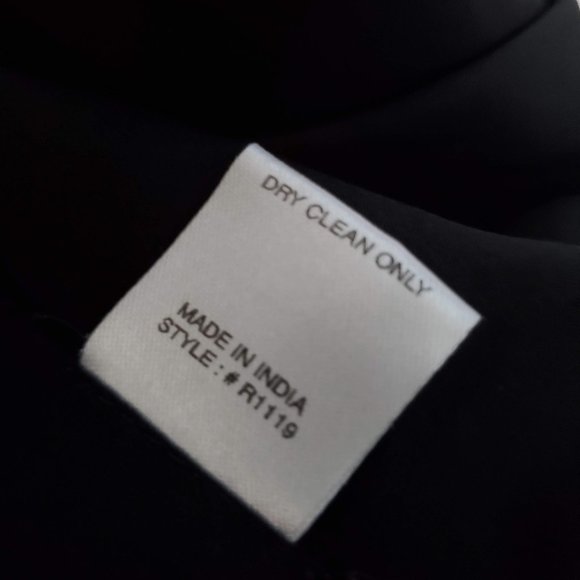 DRY CLEAN ONLY
MADE IN INDIA
STYLE : # R1119